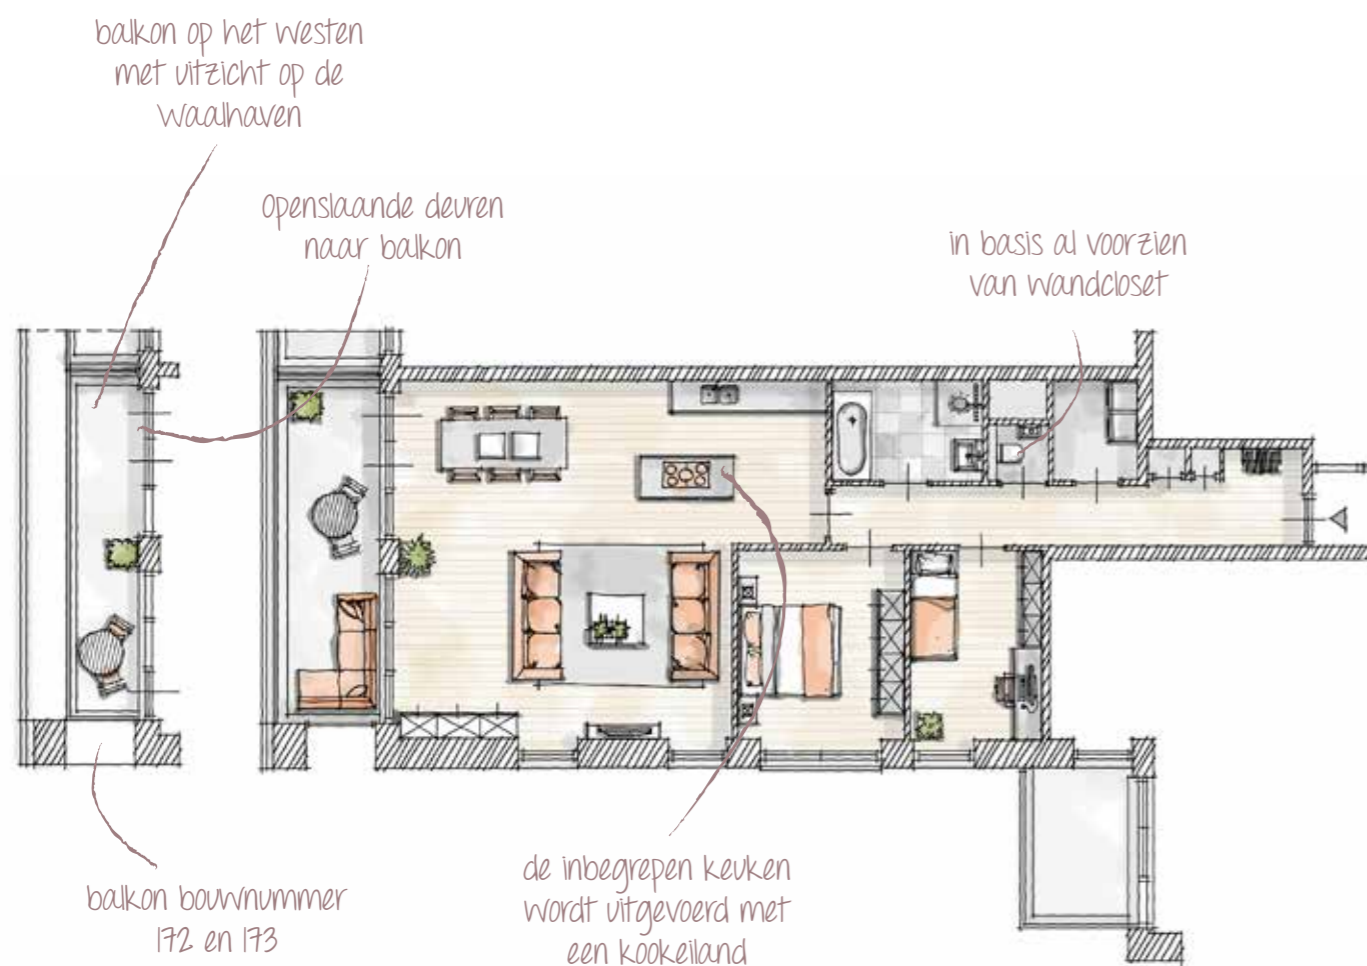 balkon op het westen
met uitzicht op de
Waalhaven
openslaande deuren
naar balkon
in basis al voorzien
van wandcloset
balkon bouwnummer
172 en 173
de inbegrepen keuken
wordt uitgevoerd met
een kookeiland